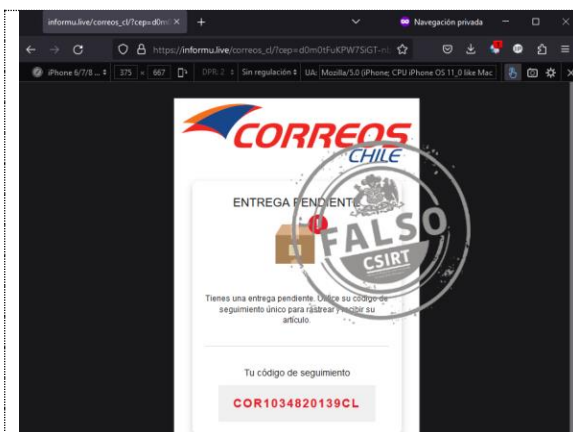 informu.live/correos_cl/?cep=d0m0
Navegación privada
https://informu.live/correos_cl/?cep=d0m0tFuKPW7SiGT-nl
iPhone 6/7/8 ... 375 × 667 DPR: 2 Sin regulación UA: Mozilla/5.0 (iPhone; CPU iPhone OS 11_0 like Mac
CORREOS
CHILE
ENTREGA PENDIENTE
FALSO
CSIRT
Tienes una entrega pendiente. Utilice su código de
seguimiento único para rastrear y recibir su
artículo.
Tu código de seguimiento
COR1034820139CL